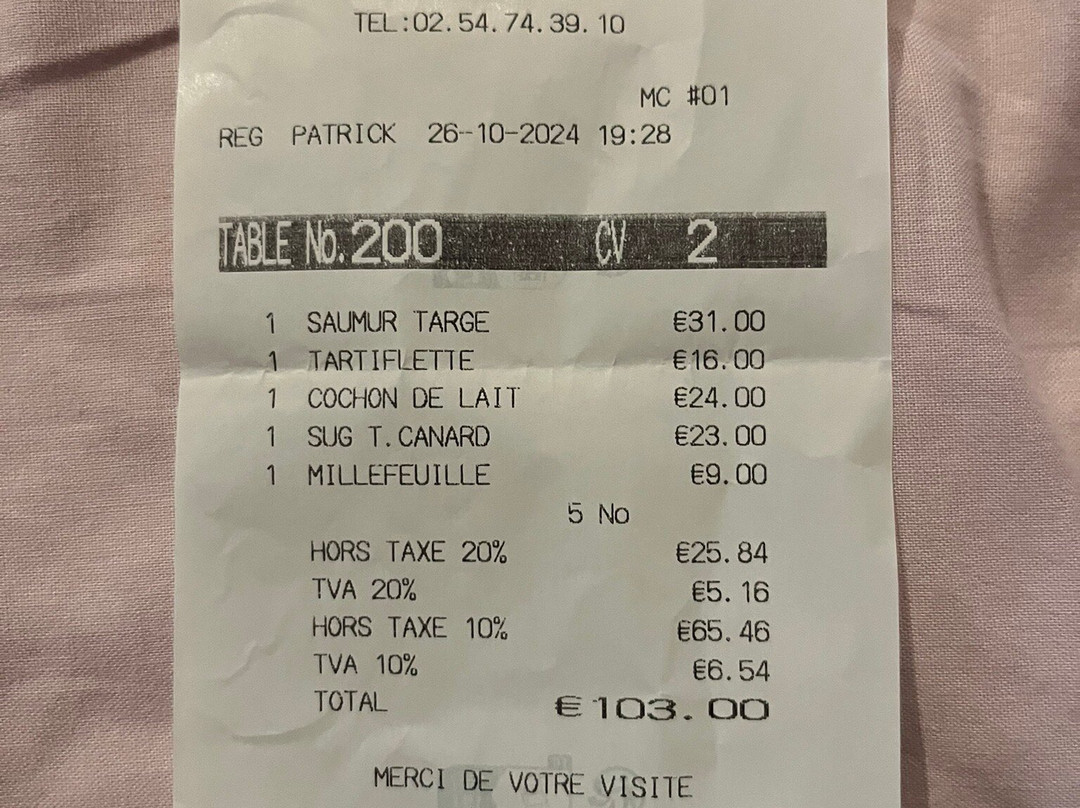 TEL:02.54.74.39.10
MC #01
REG PATRICK 26-10-2024 19:28
TABLE No.200 CV 2
1 SAUMUR TARGE €31.00
1 TARTIFLETTE €16.00
1 COCHON DE LAIT €24.00
1 SUG T.CANARD €23.00
1 MILLEFEUILLE €9.00
5 No
HORS TAXE 20% €25.84
TVA 20% €5.16
HORS TAXE 10% €65.46
TVA 10% €6.54
TOTAL €103.00
MERCI DE VOTRE VISITE